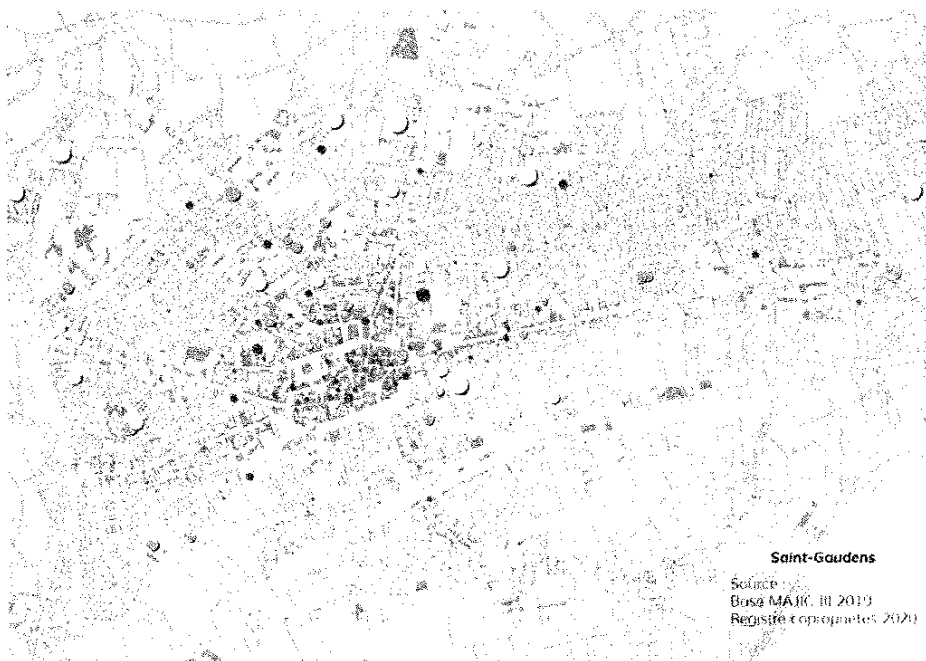 Saint-Gaudens
Source :
Base MAJIC III 2019
Registre copropriétés 2020